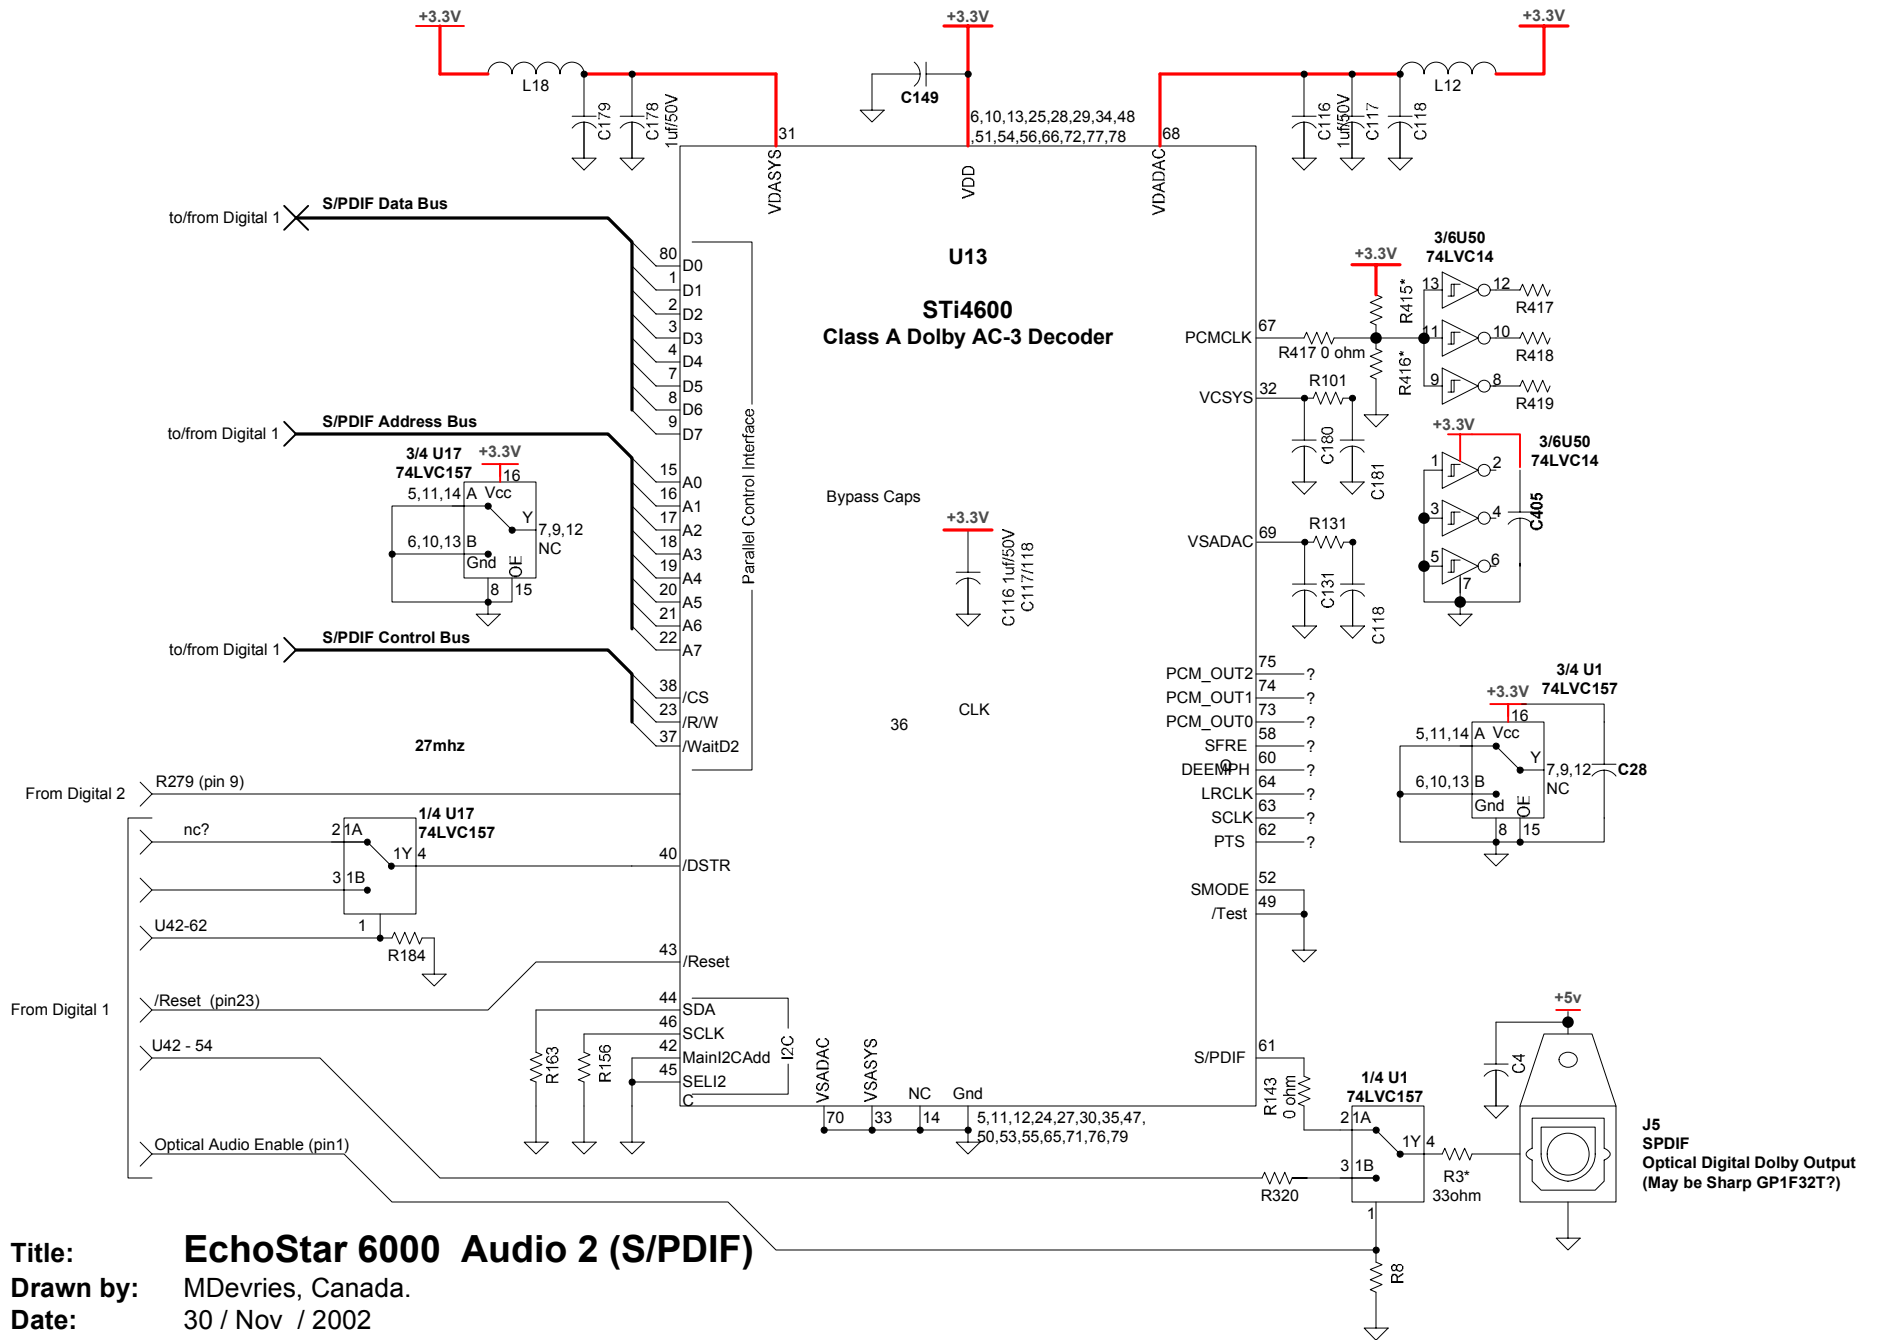 +3.3V
+3.3V
+3.3V
L18
C179
C178
1uf/50V
31
C149
6,10,13,25,28,29,34,48
,51,54,56,66,72,77,78
68
C116
1uf/50V
C117
C118
L12
VDASYS
VDD
VDADAC
to/from Digital 1
S/PDIF Data Bus
80
D0
1
D1
2
D2
3
D3
4
D4
7
D5
8
D6
9
D7
U13
STi4600
Class A Dolby AC-3 Decoder
Parallel Control Interface
to/from Digital 1
S/PDIF Address Bus
15
A0
16
A1
17
A2
18
A3
19
A4
20
A5
21
A6
22
A7
3/4 U17
74LVC157
+3.3V
16
5,11,14
A
Vcc
Y
7,9,12
NC
6,10,13
B
Gnd
OE
8
15
to/from Digital 1
S/PDIF Control Bus
38
/CS
23
/R/W
37
/WaitD2
Bypass Caps
+3.3V
C116 1uf/50V
C117/118
CLK
36
27mhz
From Digital 2
R279 (pin 9)
nc?
1/4 U17
74LVC157
2
1A
1Y
4
3
1B
1
U42-62
R184
40
/DSTR
43
/Reset
From Digital 1
/Reset (pin23)
U42 - 54
Optical Audio Enable (pin1)
44
SDA
46
SCLK
42
MainI2CAdd
45
SELI2
C
I2C
R163
R156
VSADAC
VSASYS
NC
Gnd
70
33
14
5,11,12,24,27,30,35,47,
50,53,55,65,71,76,79
PCMCLK
67
R417 0 ohm
+3.3V
R415*
R416*
3/6U50
74LVC14
13
12
R417
11
10
R418
9
8
R419
VCSYS
32
R101
C180
C181
+3.3V
3/6U50
74LVC14
1
2
3
4
5
6
7
C405
VSADAC
69
R131
C131
C118
PCM_OUT2
75
?
PCM_OUT1
74
?
PCM_OUT0
73
?
SFRE
58
?
Q
DEEMPH
60
?
LRCLK
64
?
SCLK
63
?
PTS
62
?
SMODE
52
/Test
49
3/4 U1
74LVC157
+3.3V
16
5,11,14
A
Vcc
Y
7,9,12
NC
C28
6,10,13
B
Gnd
OE
8
15
S/PDIF
61
R143
0 ohm
1/4 U1
74LVC157
2
1A
1Y
4
3
1B
1
R320
R3*
33ohm
R8
+5v
C4
J5
SPDIF
Optical Digital Dolby Output
(May be Sharp GP1F32T?)
Title: EchoStar 6000 Audio 2 (S/PDIF)
Drawn by: MDevries, Canada.
Date: 30 / Nov / 2002